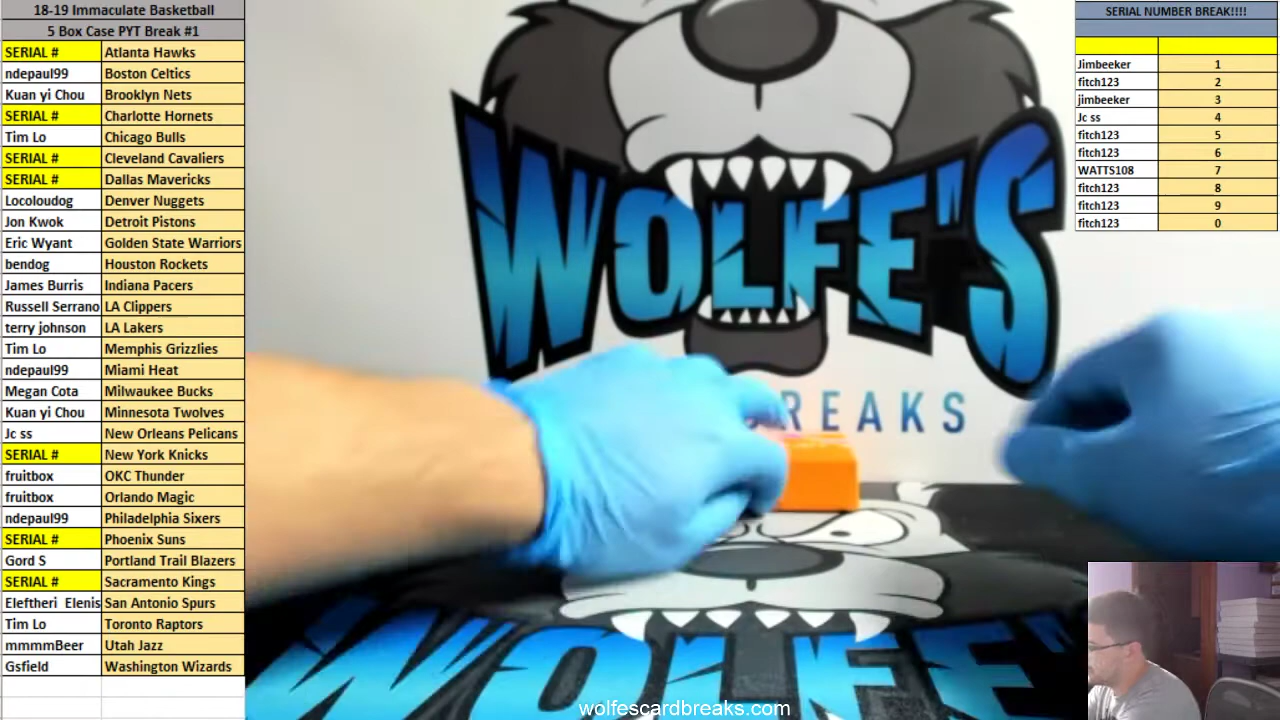 18-19 Immaculate Basketball
5 Box Case PYT Break #1
SERIAL # Atlanta Hawks
ndepaul99 Boston Celtics
Kuan yi Chou Brooklyn Nets
SERIAL # Charlotte Hornets
Tim Lo Chicago Bulls
SERIAL # Cleveland Cavaliers
SERIAL # Dallas Mavericks
Locoloudog Denver Nuggets
Jon Kwok Detroit Pistons
Eric Wyant Golden State Warriors
bendog Houston Rockets
James Burris Indiana Pacers
Russell Serrano LA Clippers
terry johnson LA Lakers
Tim Lo Memphis Grizzlies
ndepaul99 Miami Heat
Megan Cota Milwaukee Bucks
Kuan yi Chou Minnesota Twolves
Jc ss New Orleans Pelicans
SERIAL # New York Knicks
fruitbox OKC Thunder
fruitbox Orlando Magic
ndepaul99 Philadelphia Sixers
SERIAL # Phoenix Suns
Gord S Portland Trail Blazers
SERIAL # Sacramento Kings
Eleftheri Elenis San Antonio Spurs
Tim Lo Toronto Raptors
mmmmBeer Utah Jazz
Gsfield Washington Wizards
SERIAL NUMBER BREAK!!!!
Jimbeeker 1
fitch123 2
jimbeeker 3
Jc ss 4
fitch123 5
fitch123 6
WATTS108 7
fitch123 8
fitch123 9
fitch123 0
WOLFE'S
REAKS
WOLFE'
wolfescardbreaks.com